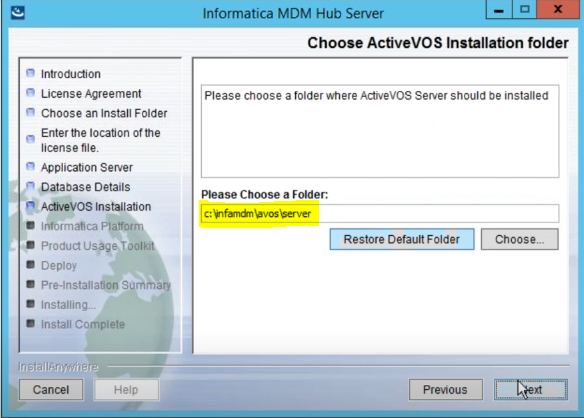 Informatica MDM Hub Server
Choose ActiveVOS Installation folder
Introduction
License Agreement
Choose an Install Folder
Enter the location of the
license file.
Application Server
Database Details
ActiveVOS Installation
Informatica Platform
Product Usage Toolkit
Deploy
Pre-Installation Summary
Installing...
Install Complete
Please choose a folder where ActiveVOS Server should be installed
Please Choose a Folder:
c:\infamdm\avos\server
Restore Default Folder
Choose...
InstallAnywhere
Cancel
Help
Previous
Next